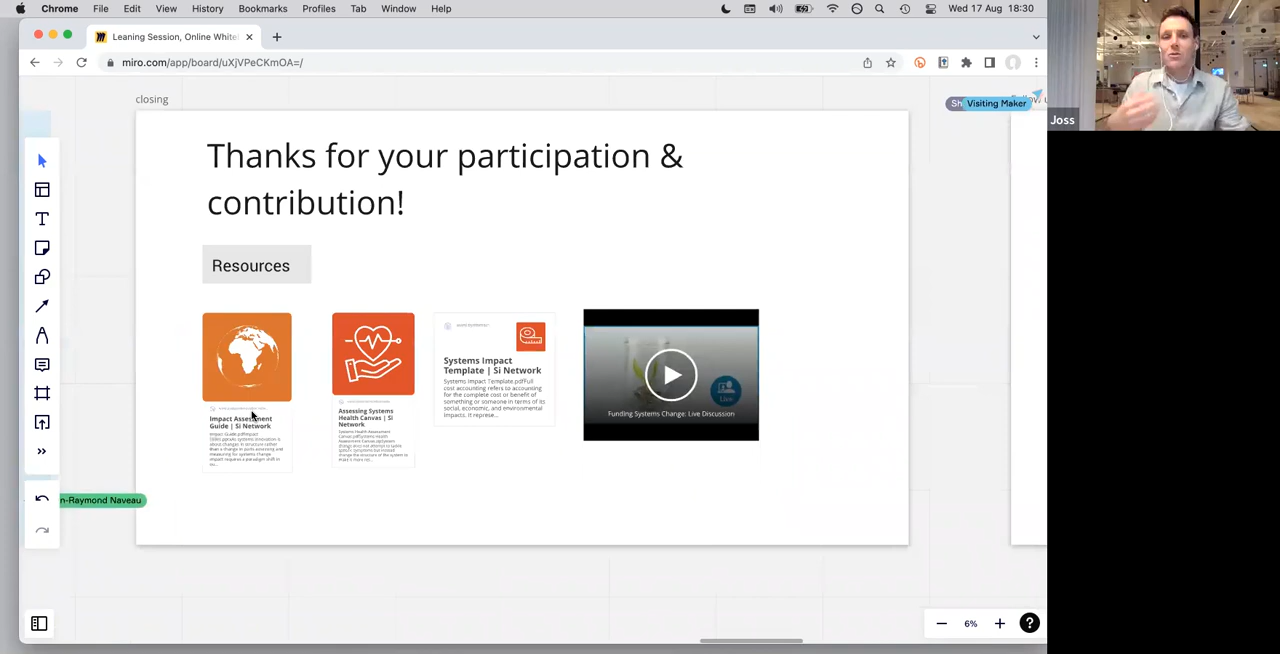 Chrome File Edit View History Bookmarks Profiles Tab Window Help Wed 17 Aug 18:30
Leaning Session, Online White
miro.com/app/board/uXjVPeCKmOA=/
closing
Visiting Maker
Joss
Thanks for your participation &
contribution!
Resources
Impact Assessment
Guide | Si Network
Assessing Systems
Health Canvas | Si
Network
Systems Impact
Template | Si Network
Systems Impact Template.pdfFull
cost accounting refers to accounting
for the complete cost or benefit of
something or someone in terms of its
social, economic, and environmental
impacts. It represe...
Live
Funding Systems Change: Live Discussion
n-Raymond Naveau
6%